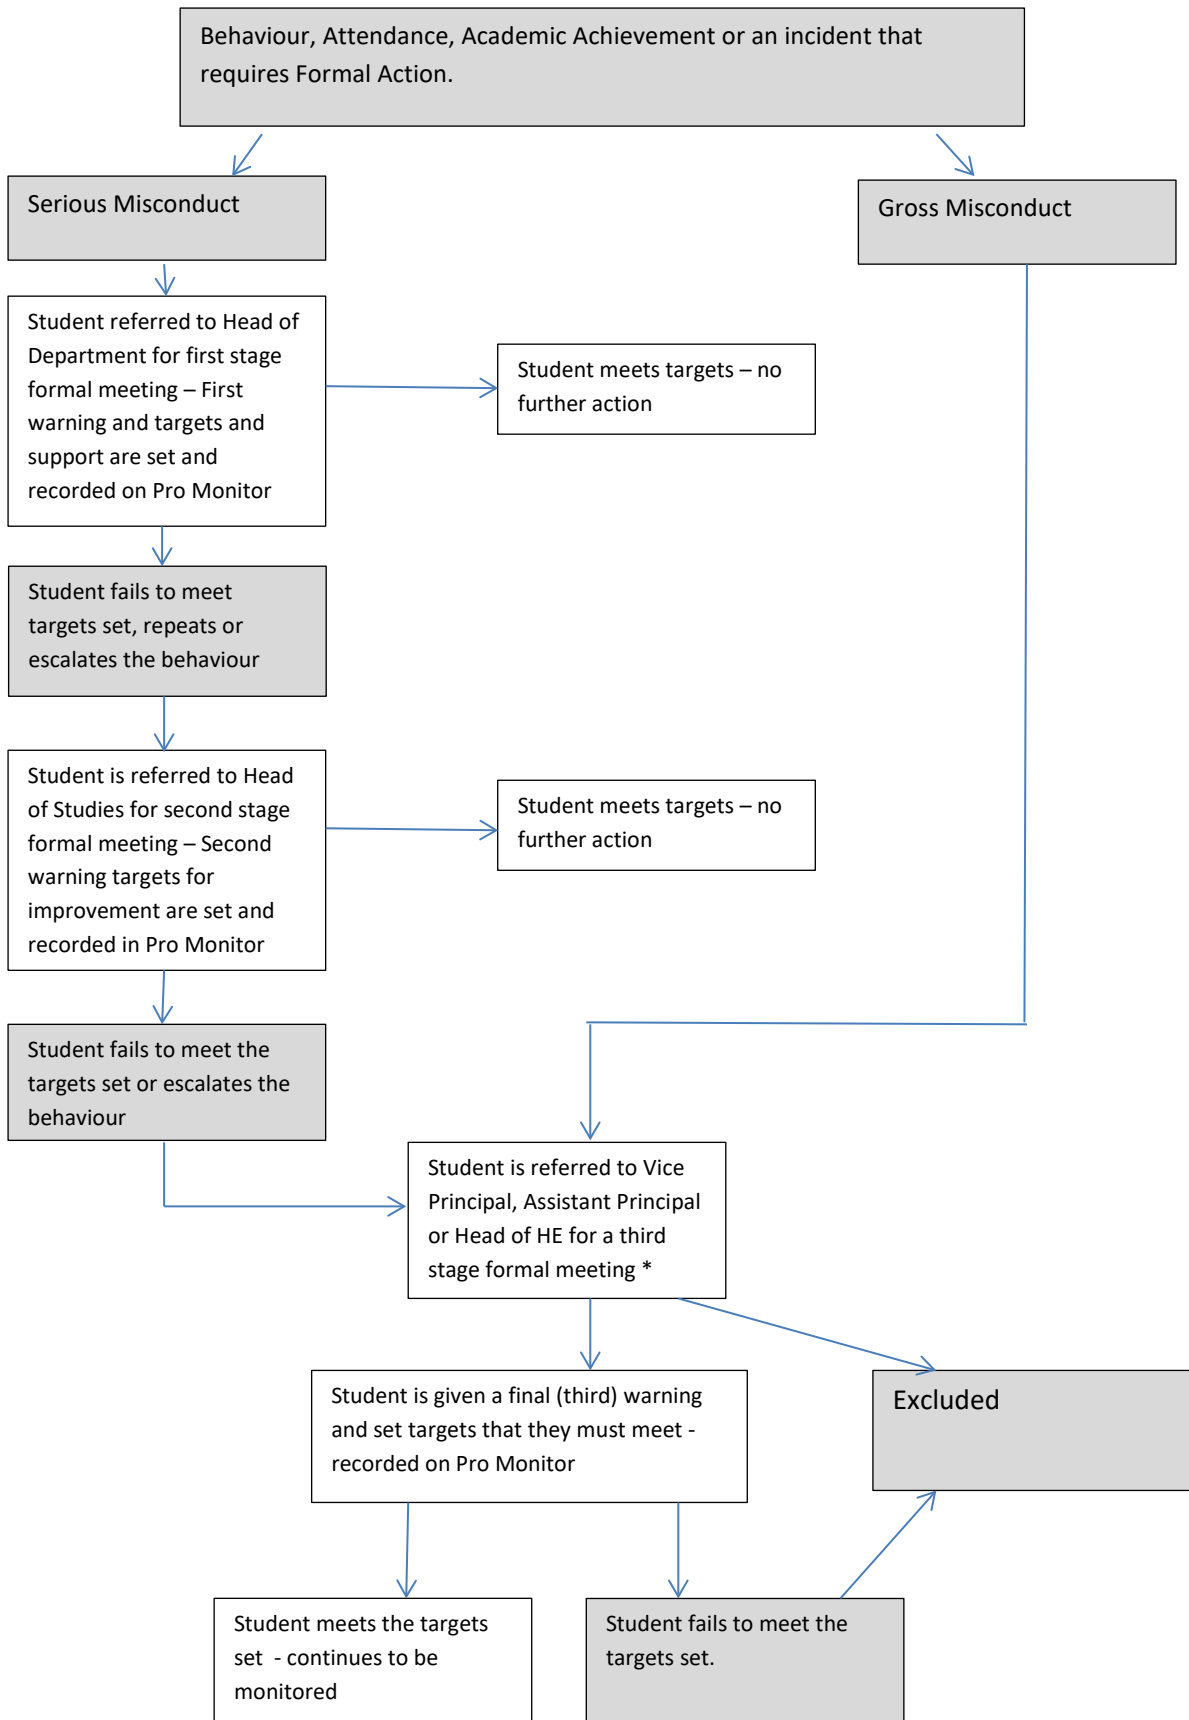 Behaviour, Attendance, Academic Achievement or an incident that
requires Formal Action.
Serious Misconduct
Gross Misconduct
Student referred to Head of
Department for first stage
formal meeting – First
warning and targets and
support are set and
recorded on Pro Monitor
Student meets targets – no
further action
Student fails to meet
targets set, repeats or
escalates the behaviour
Student is referred to Head
of Studies for second stage
formal meeting – Second
warning targets for
improvement are set and
recorded in Pro Monitor
Student meets targets – no
further action
Student fails to meet the
targets set or escalates the
behaviour
Student is referred to Vice
Principal, Assistant Principal
or Head of HE for a third
stage formal meeting *
Student is given a final (third) warning
and set targets that they must meet -
recorded on Pro Monitor
Excluded
Student meets the targets
set  - continues to be
monitored
Student fails to meet the
targets set.